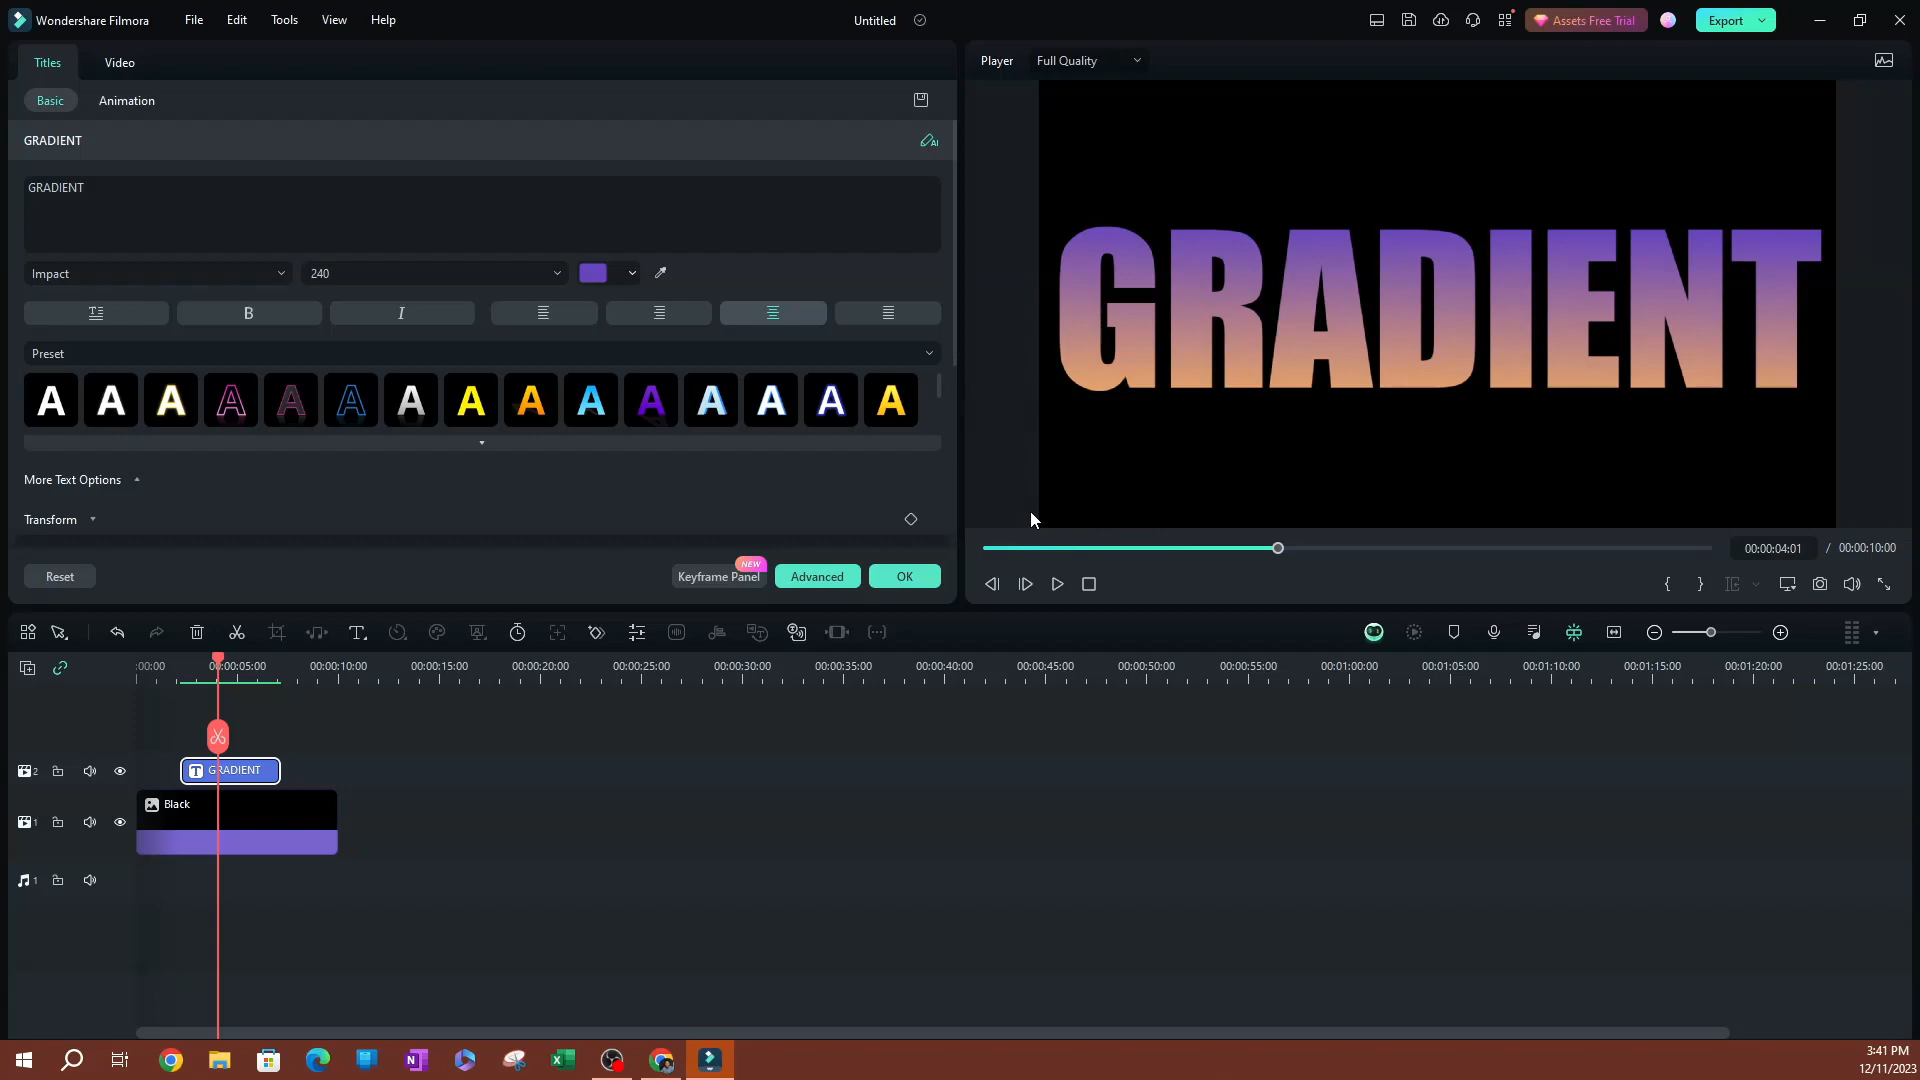 Wondershare Filmora File Edit Tools View Help Untitled Assets Free Trial Export
Titles Video
Player Full Quality
Basic Animation
GRADIENT
AI
GRADIENT
Impact 240
B I
Preset
A A A A A A A A A A A A A A A
More Text Options
Transform
NEW
Reset Keyframe Panel Advanced OK
GRADIENT
00:00:04:01 / 00:00:10:00
{ }
:00:00 00:00:05:00 00:00:10:00 00:00:15:00 00:00:20:00 00:00:25:00 00:00:30:00 00:00:35:00 00:00:40:00 00:00:45:00 00:00:50:00 00:00:55:00 00:01:00:00 00:01:05:00 00:01:10:00 00:01:15:00 00:01:20:00 00:01:25:00
2 T GRADIENT
Black
1
1
3:41 PM
12/11/2023